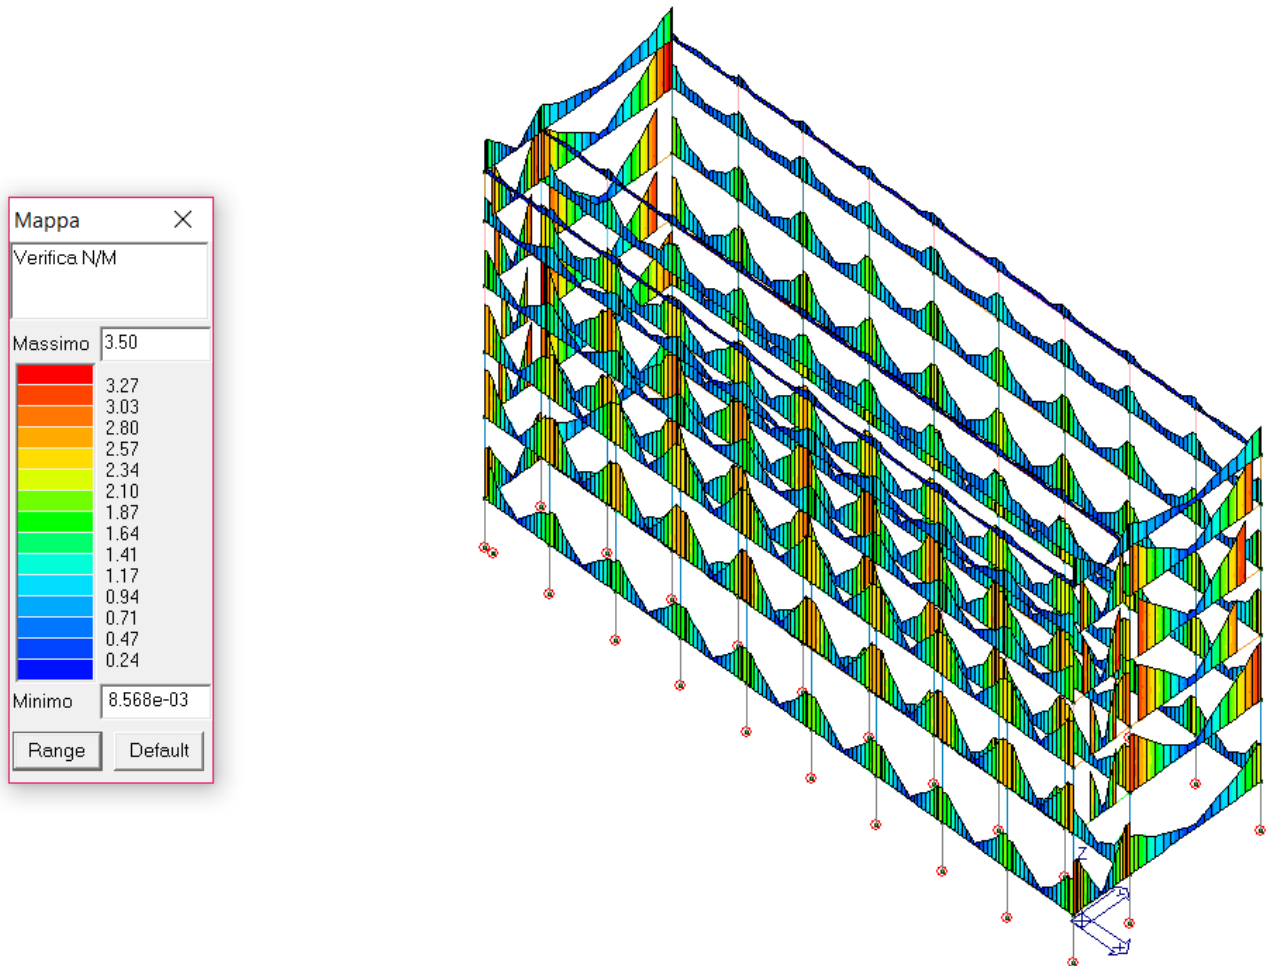 Mappa
Verifica N/M
Massimo 3.50
3.27
3.03
2.80
2.57
2.34
2.10
1.87
1.64
1.41
1.17
0.94
0.71
0.47
0.24
Minimo 8.568e-03
Range Default
Z